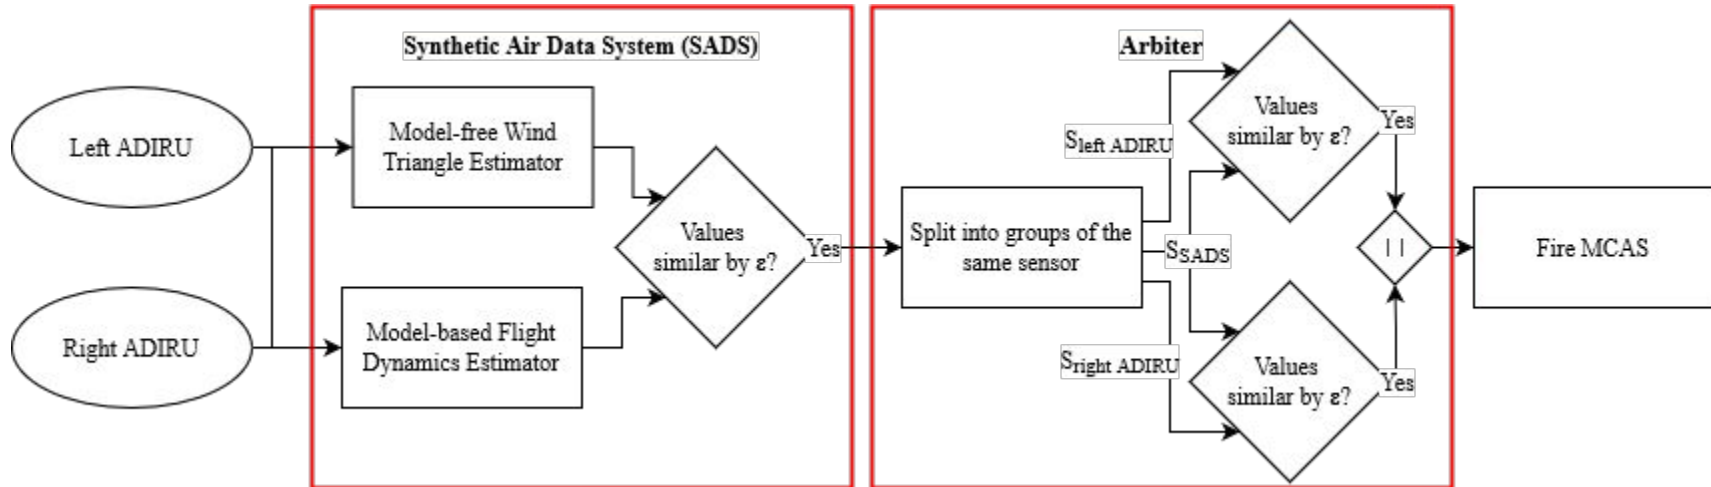 Synthetic Air Data System (SADS)
Left ADIRU
Right ADIRU
Model-free Wind
Triangle Estimator
Model-based Flight
Dynamics Estimator
Values
similar by ε?
Yes
Arbiter
Split into groups of the
same sensor
Sleft ADIRU
SSADS
Sright ADIRU
Values
similar by ε?
Yes
Values
similar by ε?
Yes
||
Fire MCAS